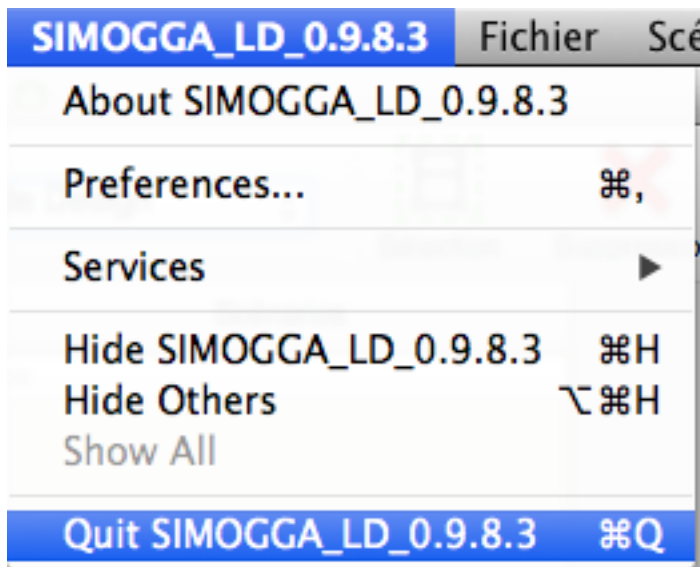 SIMOGGA_LD_0.9.8.3 Fichier
About SIMOGGA_LD_0.9.8.3
Preferences... ⌘,
Services ▶
Hide SIMOGGA_LD_0.9.8.3 ⌘H
Hide Others ⌥⌘H
Show All
Quit SIMOGGA_LD_0.9.8.3 ⌘Q